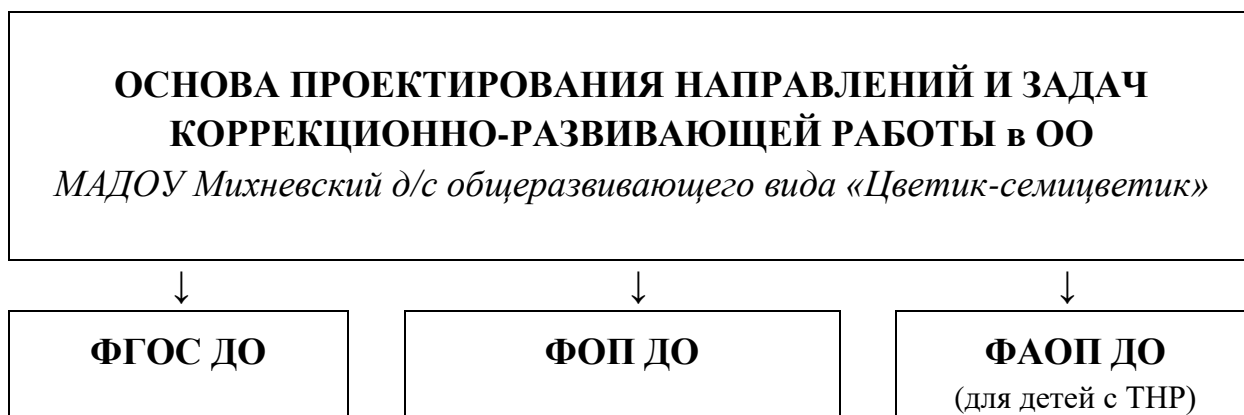 ОСНОВА ПРОЕКТИРОВАНИЯ НАПРАВЛЕНИЙ И ЗАДАЧ
КОРРЕКЦИОННО-РАЗВИВАЮЩЕЙ РАБОТЫ в ОО
МАДОУ Михневский д/с общеразвивающего вида «Цветик-семицветик»
↓ ↓ ↓
ФГОС ДО ФОП ДО ФАОП ДО
(для детей с ТНР)